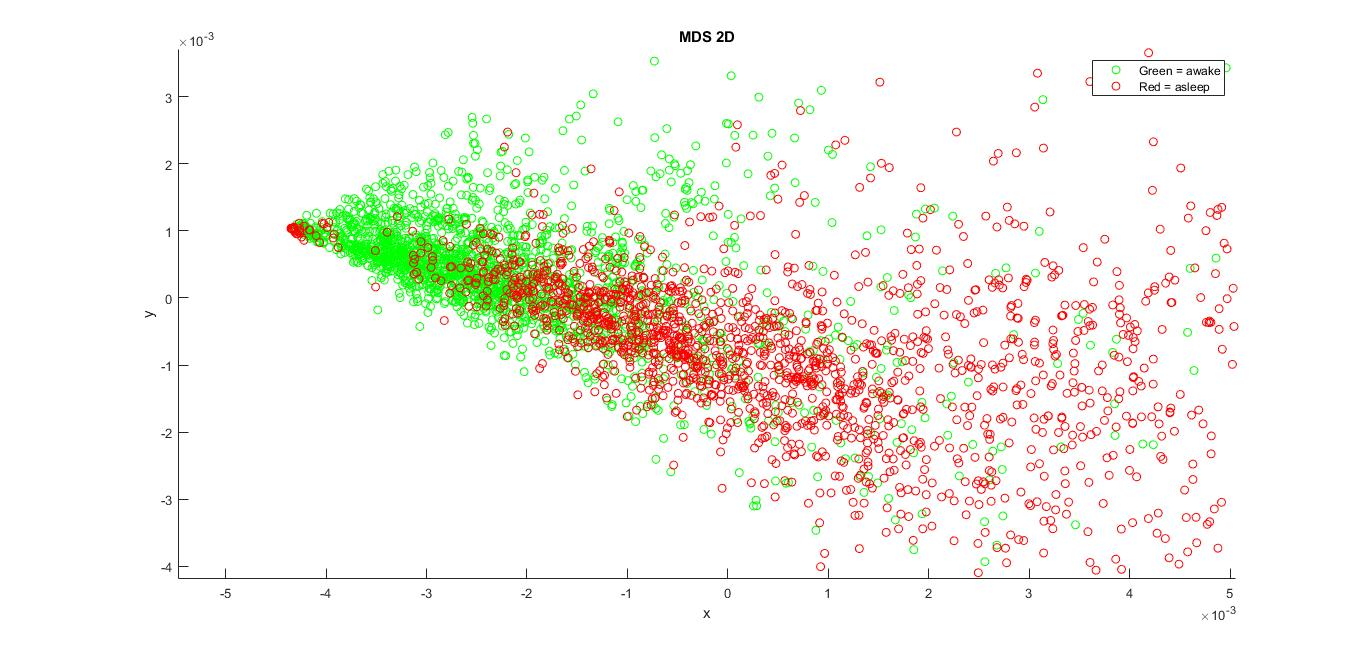 MDS 2D
×10⁻³
Green = awake
Red = asleep
3
2
1
0
-1
-2
-3
-4
y
-5 -4 -3 -2 -1 0 1 2 3 4 5
x
×10⁻³